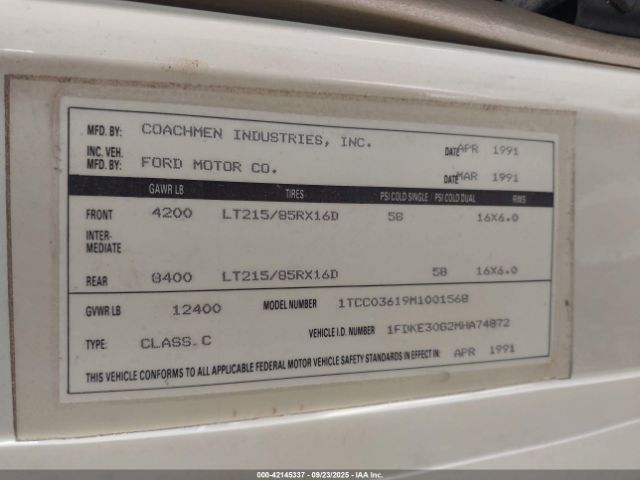 MFD. BY: COACHMEN INDUSTRIES, INC. DATE APR 1991
INC. VEH. MFD. BY: FORD MOTOR CO. DATE MAR 1991
GAWR LB TIRES PSI COLD SINGLE PSI COLD DUAL RIMS
FRONT 4200 LT215/85RX16D 58 16X6.0
INTER-
MEDIATE
REAR 8400 LT215/85RX16D 58 16X6.0
GVWR LB 12400 MODEL NUMBER 1TCC03619M1001568
TYPE: CLASS C VEHICLE I.D. NUMBER 1FDKE30G2MHA74872
THIS VEHICLE CONFORMS TO ALL APPLICABLE FEDERAL MOTOR VEHICLE SAFETY STANDARDS IN EFFECT IN: APR 1991
000-42145337 - 09/23/2025 - IAA Inc.